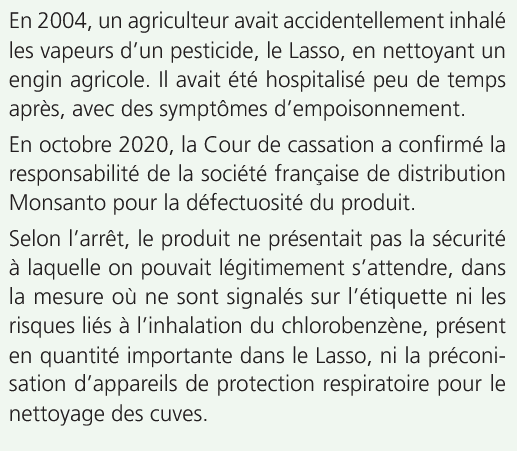 En 2004, un agriculteur avait accidentellement inhalé
les vapeurs d’un pesticide, le Lasso, en nettoyant un
engin agricole. Il avait été hospitalisé peu de temps
après, avec des symptômes d’empoisonnement.
En octobre 2020, la Cour de cassation a confirmé la
responsabilité de la société française de distribution
Monsanto pour la défectuosité du produit.
Selon l’arrêt, le produit ne présentait pas la sécurité
à laquelle on pouvait légitimement s’attendre, dans
la mesure où ne sont signalés sur l’étiquette ni les
risques liés à l’inhalation du chlorobenzène, présent
en quantité importante dans le Lasso, ni la préconi-
sation d’appareils de protection respiratoire pour le
nettoyage des cuves.